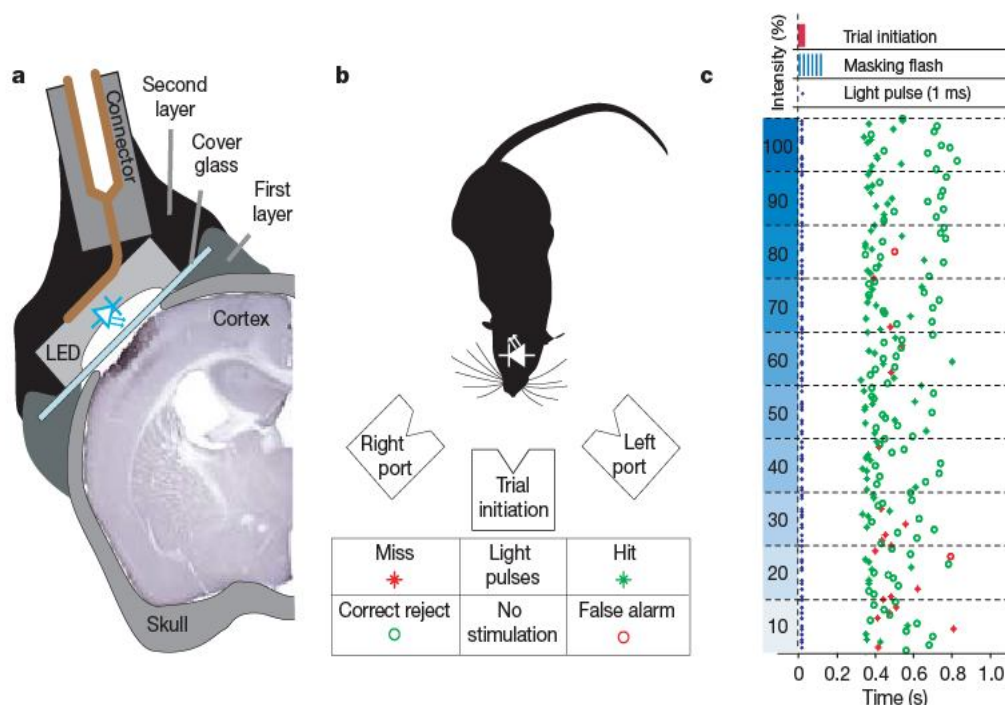 a
Connector
Second
layer
Cover
glass
First
layer
LED
Cortex
Skull
b
Right
port
Trial
initiation
Left
port
Miss
Light
pulses
Hit
Correct reject
No
stimulation
False alarm
c
Intensity (%)
Trial initiation
Masking flash
Light pulse (1 ms)
100
90
80
70
60
50
40
30
20
10
0 0.2 0.4 0.6 0.8 1.0
Time (s)